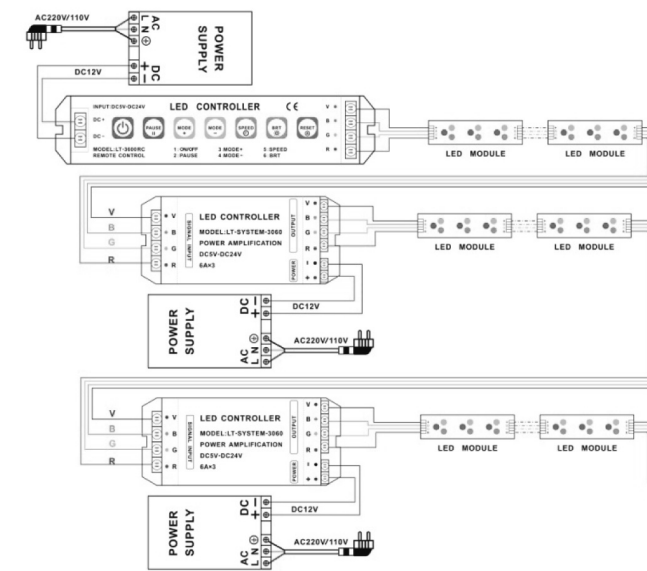 AC220V/110V
AC
L N
POWER
SUPPLY
DC
+ −
DC12V
INPUT:DC5V-DC24V
LED CONTROLLER
CE
DC+
DC-
PAUSE
II
MODE
+
MODE
−
SPEED
BRT
RESET
MODEL:LT-3600RC
REMOTE CONTROL
1:ON/OFF
2:PAUSE
3:MODE+
4:MODE-
5:SPEED
6:BRT
V
B
G
R
LED MODULE
LED MODULE
V
B
G
R
V
B
G
R
SIGNAL INPUT
LED CONTROLLER
MODEL:LT-SYSTEM-3060
POWER AMPLIFICATION
DC5V-DC24V
6A×3
OUTPUT
POWER
V
B
G
R
-
+
LED MODULE
LED MODULE
POWER
SUPPLY
DC
− +
DC12V
AC
L N
AC220V/110V
V
B
G
R
V
B
G
R
SIGNAL INPUT
LED CONTROLLER
MODEL:LT-SYSTEM-3060
POWER AMPLIFICATION
DC5V-DC24V
6A×3
OUTPUT
POWER
V
B
G
R
-
+
LED MODULE
LED MODULE
POWER
SUPPLY
DC
− +
DC12V
AC
L N
AC220V/110V